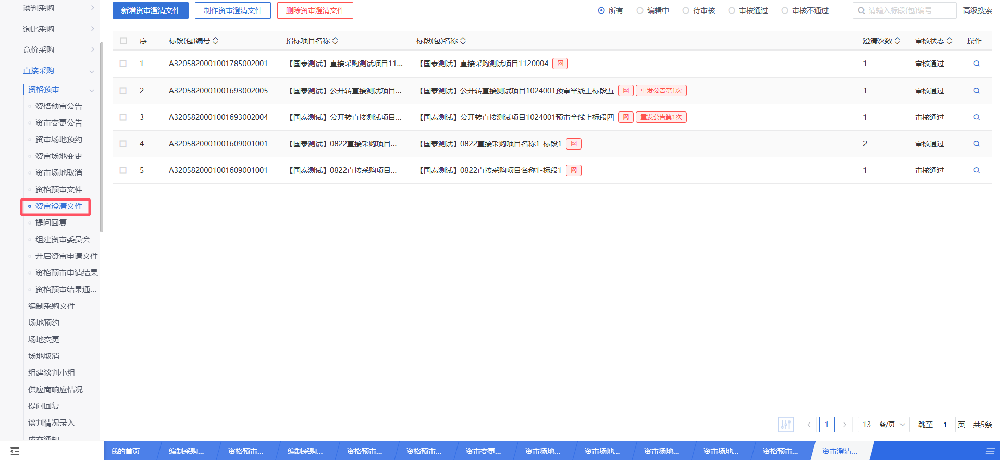 谈判采购
询比采购
竞价采购
直接采购
资格预审
资格预审公告
资审变更公告
资审场地预约
资审场地变更
资审场地取消
资格预审文件
资审澄清文件
提问回复
组建资审委员会
开启资审申请文件
资格预审申请结果
资格预审结果通...
编制采购文件
场地预约
场地变更
场地取消
组建谈判小组
供应商响应情况
提问回复
谈判情况录入
成交通知
新增资审澄清文件 制作资审澄清文件 删除资审澄清文件 所有 编辑中 待审核 审核通过 审核不通过 请输入标段(包)编号 高级搜索
序 标段(包)编号 招标项目名称 标段(包)名称 澄清次数 审核状态 操作
1 A3205820001001785002001 【国泰测试】直接采购测试项目11... 【国泰测试】直接采购测试项目1120004 网 1 审核通过
2 A3205820001001693002005 【国泰测试】公开转直接测试项目... 【国泰测试】公开转直接测试项目1024001预审半线上标段五 网 重发公告第1次 1 审核通过
3 A3205820001001693002004 【国泰测试】公开转直接测试项目... 【国泰测试】公开转直接测试项目1024001预审全线上标段四 网 重发公告第1次 1 审核通过
4 A3205820001001609001001 【国泰测试】0822直接采购项目... 【国泰测试】0822直接采购项目名称1-标段1 网 2 审核通过
5 A3205820001001609001001 【国泰测试】0822直接采购项目... 【国泰测试】0822直接采购项目名称1-标段1 网 1 审核通过
1 13 条/页 跳至 1 页 共5条
我的首页 编制采购... 资格预审... 编制采购... 资格预审... 资格预审... 资审变更... 资审场地... 资审场地... 资审场地... 资审场地... 资格预审... 资审澄清...